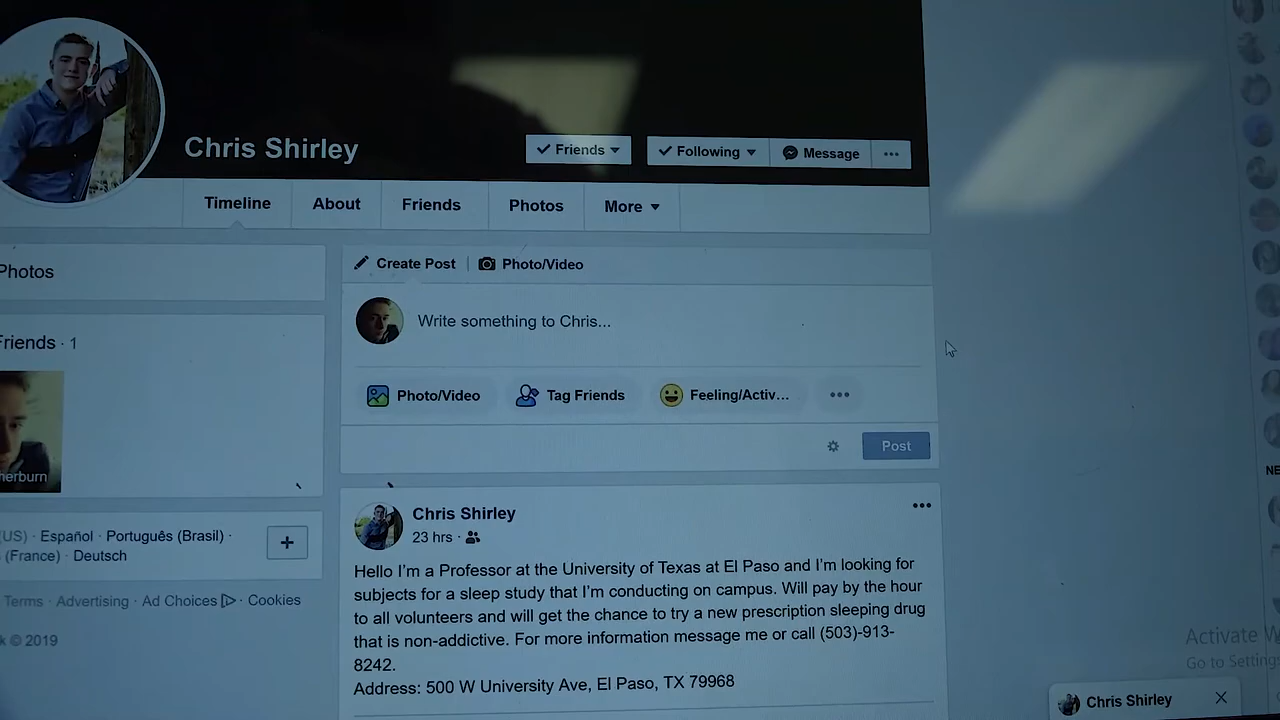 Chris Shirley
Friends
Following
Message
Timeline
About
Friends
Photos
More
Photos
Create Post
Photo/Video
Friends · 1
Write something to Chris...
Photo/Video
Tag Friends
Feeling/Activ...
Post
Chris Shirley
23 hrs ·
(US) · Español · Português (Brasil) ·
(France) · Deutsch
Hello I'm a Professor at the University of Texas at El Paso and I'm looking for
subjects for a sleep study that I'm conducting on campus. Will pay by the hour
to all volunteers and will get the chance to try a new prescription sleeping drug
that is non-addictive. For more information message me or call (503)-913-
8242.
Address: 500 W University Ave, El Paso, TX 79968
Terms · Advertising · Ad Choices · Cookies
© 2019
Activate
Go to Settings
Chris Shirley